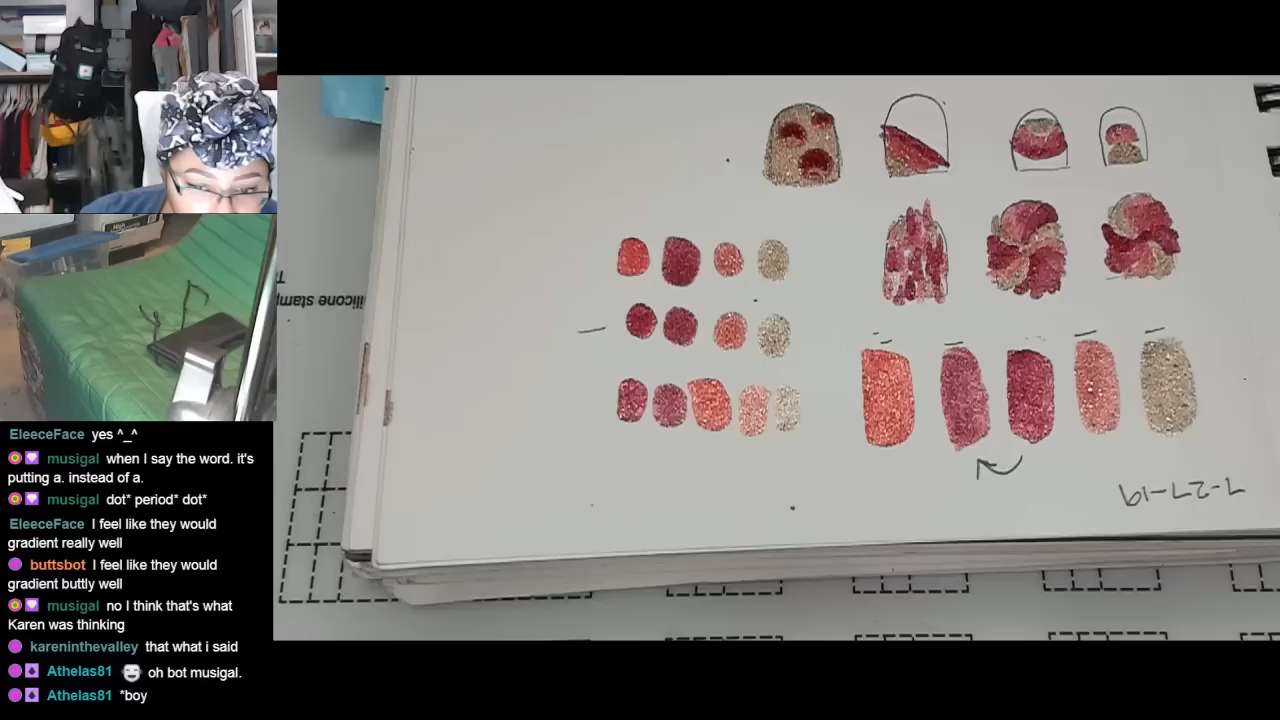 EleeceFace yes ^_^
musigal when I say the word. it's
putting a. instead of a.
musigal dot* period* dot*
EleeceFace I feel like they would
gradient really well
buttsbot I feel like they would
gradient buttly well
musigal no I think that's what
Karen was thinking
kareninthevalley that what i said
Athelas81 oh bot musigal.
Athelas81 *boy
ilicone stamp
7-27-19